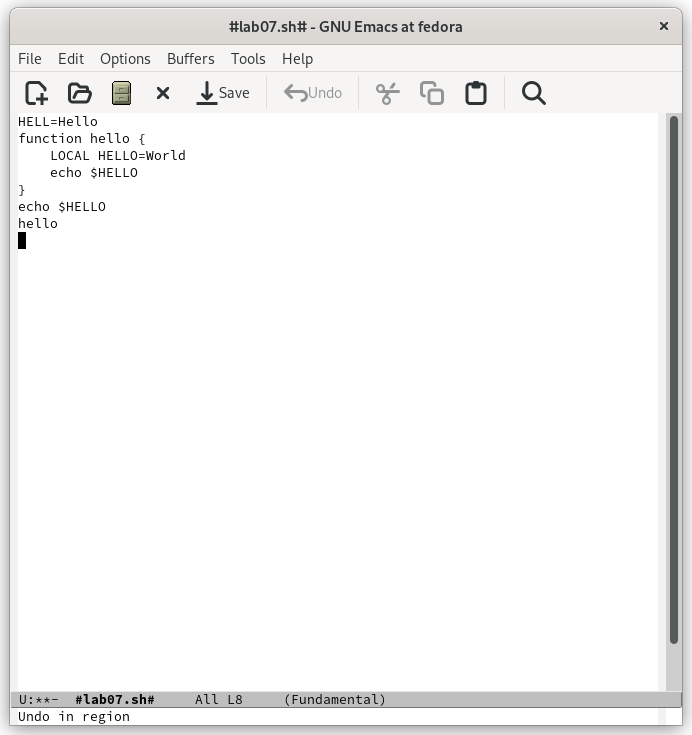 #lab07.sh# - GNU Emacs at fedora
File Edit Options Buffers Tools Help
Save Undo
HELL=Hello
function hello {
    LOCAL HELLO=World
    echo $HELLO
}
echo $HELLO
hello
U:**-  #lab07.sh#     All L8     (Fundamental)
Undo in region